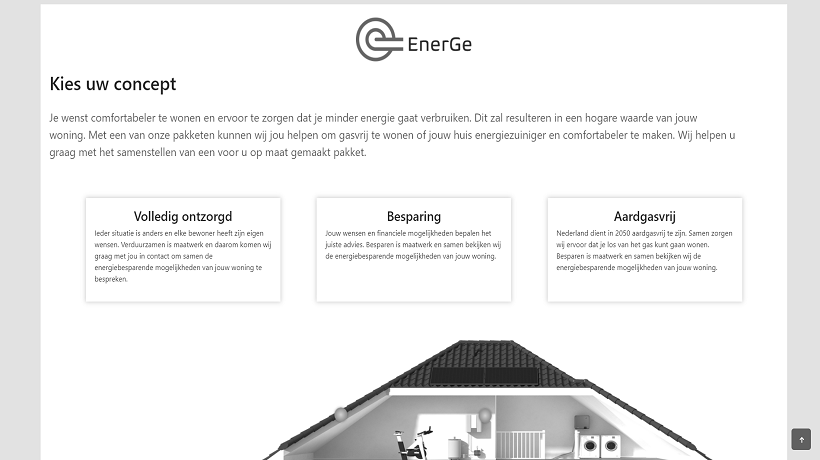 EnerGe
Kies uw concept
Je wenst comfortabeler te wonen en ervoor te zorgen dat je minder energie gaat verbruiken. Dit zal resulteren in een hogare waarde van jouw
woning. Met een van onze pakketen kunnen wij jou helpen om gasvrij te wonen of jouw huis energiezuiniger en comfortabeler te maken. Wij helpen u
graag met het samenstellen van een voor u op maat gemaakt pakket.
Volledig ontzorgd
Ieder situatie is anders en elke bewoner heeft zijn eigen
wensen. Verduurzamen is maatwerk en daarom komen wij
graag met jou in contact om samen de
energiebesparende mogelijkheden van jouw woning te
bespreken.
Besparing
Jouw wensen en financiele mogelijkheden bepalen het
juiste advies. Besparen is maatwerk en samen bekijken wij
de energiebesparende mogelijkheden van jouw woning.
Aardgasvrij
Nederland dient in 2050 aardgasvrij te zijn. Samen zorgen
wij ervoor dat je los van het gas kunt gaan wonen.
Besparen is maatwerk en samen bekijken wij de
energiebesparende mogelijkheden van jouw woning.